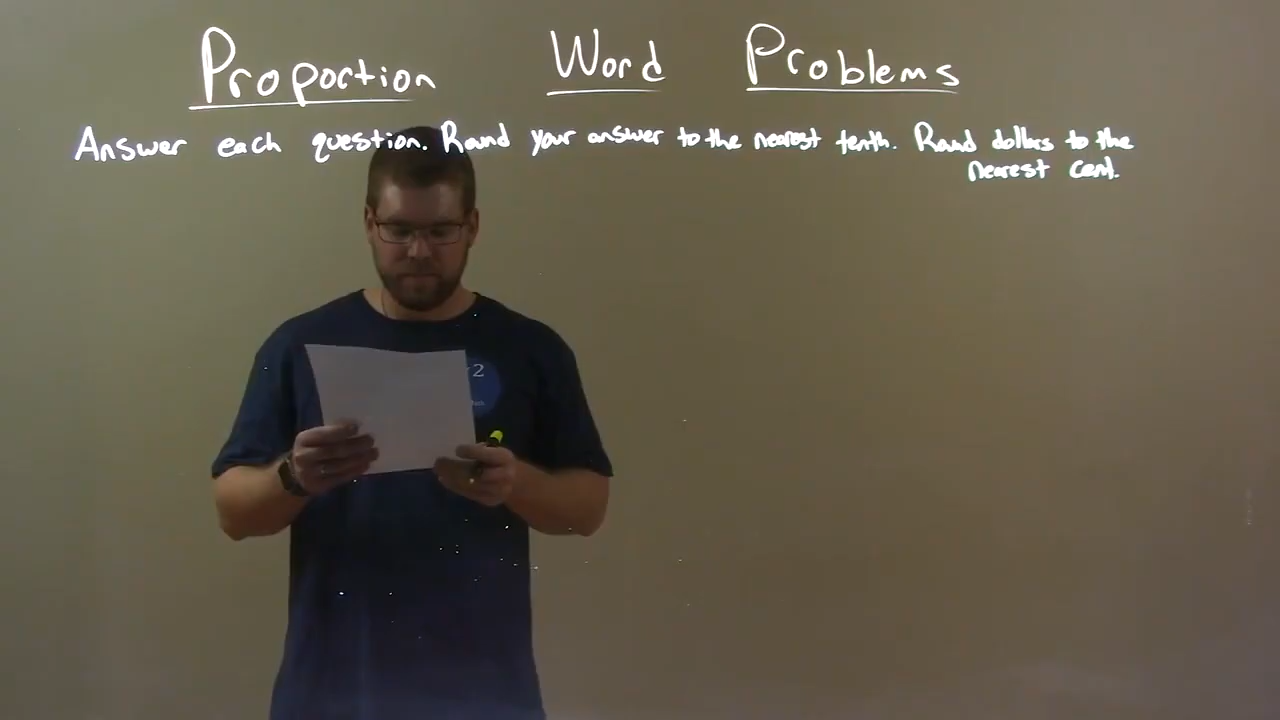 Proportion Word Problems
Answer each question. Round your answer to the nearest tenth. Round dollars to the
nearest cent.
2